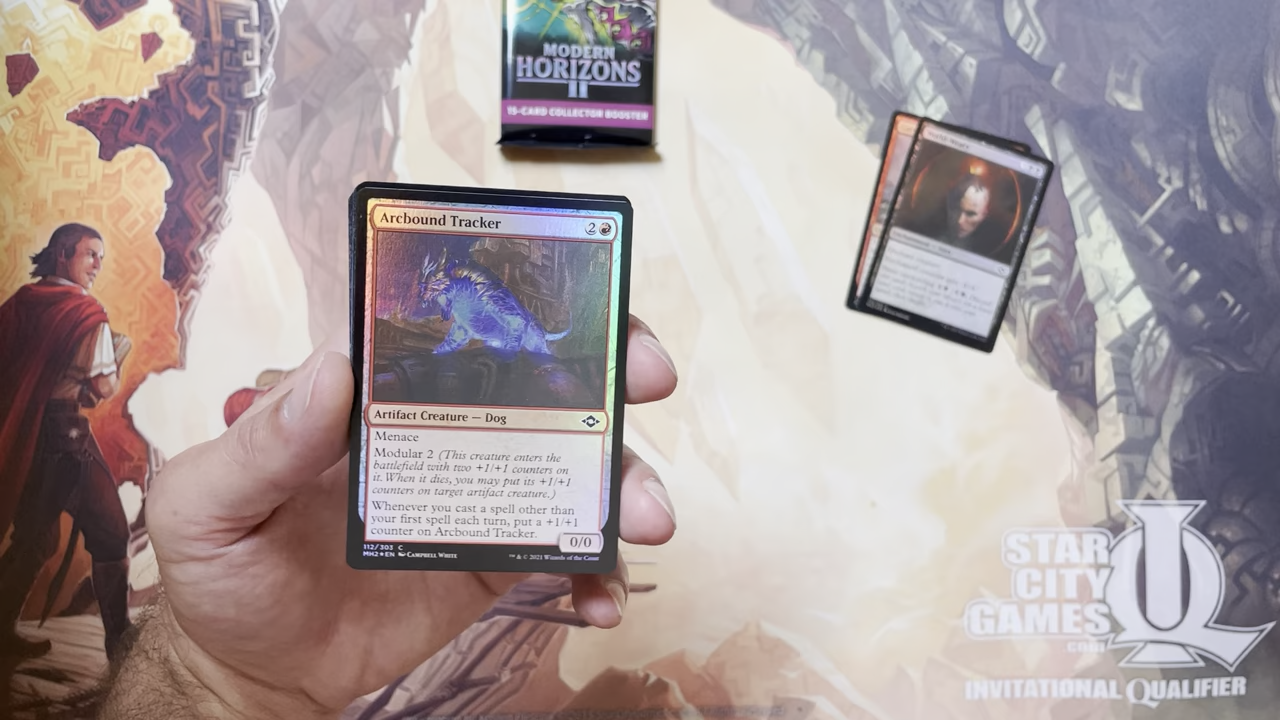 MODERN
HORIZONS
II
15-CARD COLLECTOR BOOSTER
Arcbound Tracker 2
Artifact Creature — Dog
Menace
Modular 2 (This creature enters the
battlefield with two +1/+1 counters on
it. When it dies, you may put its +1/+1
counters on target artifact creature.)
Whenever you cast a spell other than
your first spell each turn, put a +1/+1
counter on Arcbound Tracker.
0/0
112/303 C
MH2 EN CAMPBELL WHITE
™ & © 2021 Wizards of the Coast
STAR
CITY
GAMES
.com
IQ
INVITATIONAL QUALIFIER